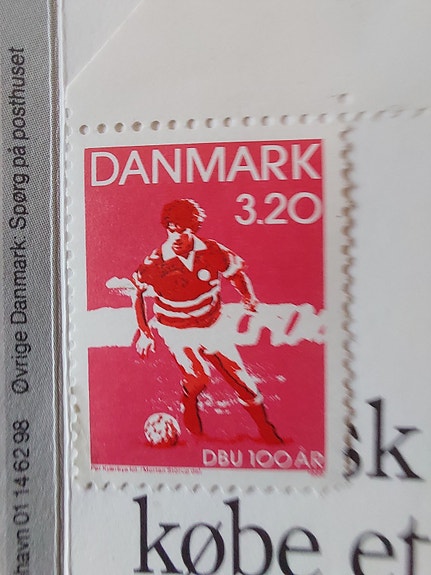 DANMARK
3.20
DBU 100 ÅR
havn 01 14 62 98 Øvrige Danmark: Spørg på posthuset
sk
købe et